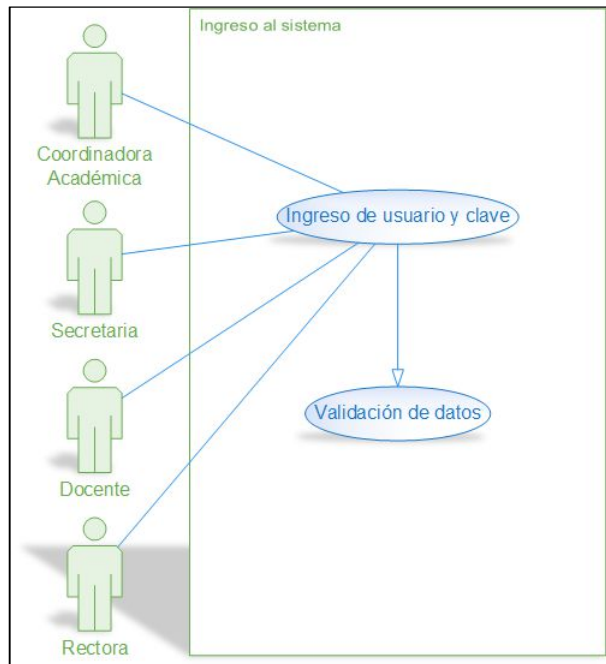 Ingreso al sistema
Coordinadora
Académica
Ingreso de usuario y clave
Secretaria
Validación de datos
Docente
Rectora